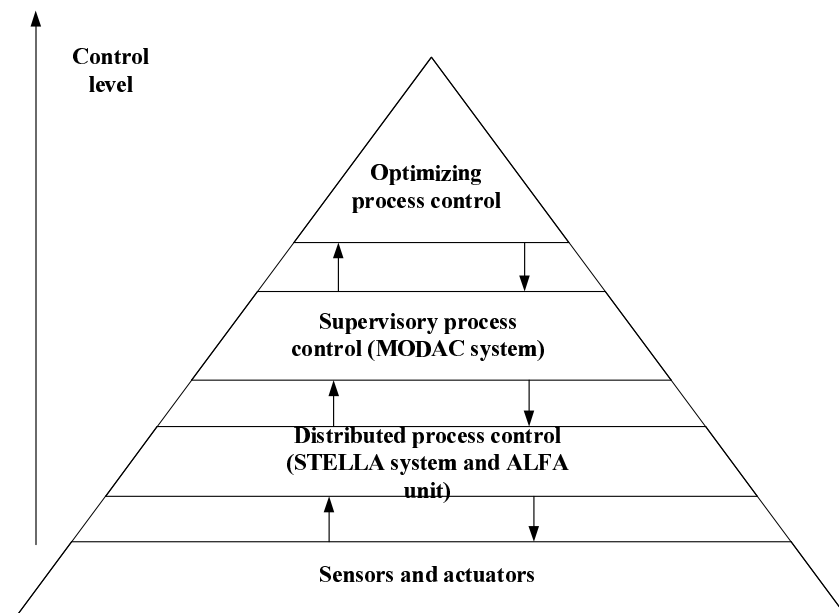 Control
level
Optimizing
process control
Supervisory process
control (MODAC system)
Distributed process control
(STELLA system and ALFA
unit)
Sensors and actuators